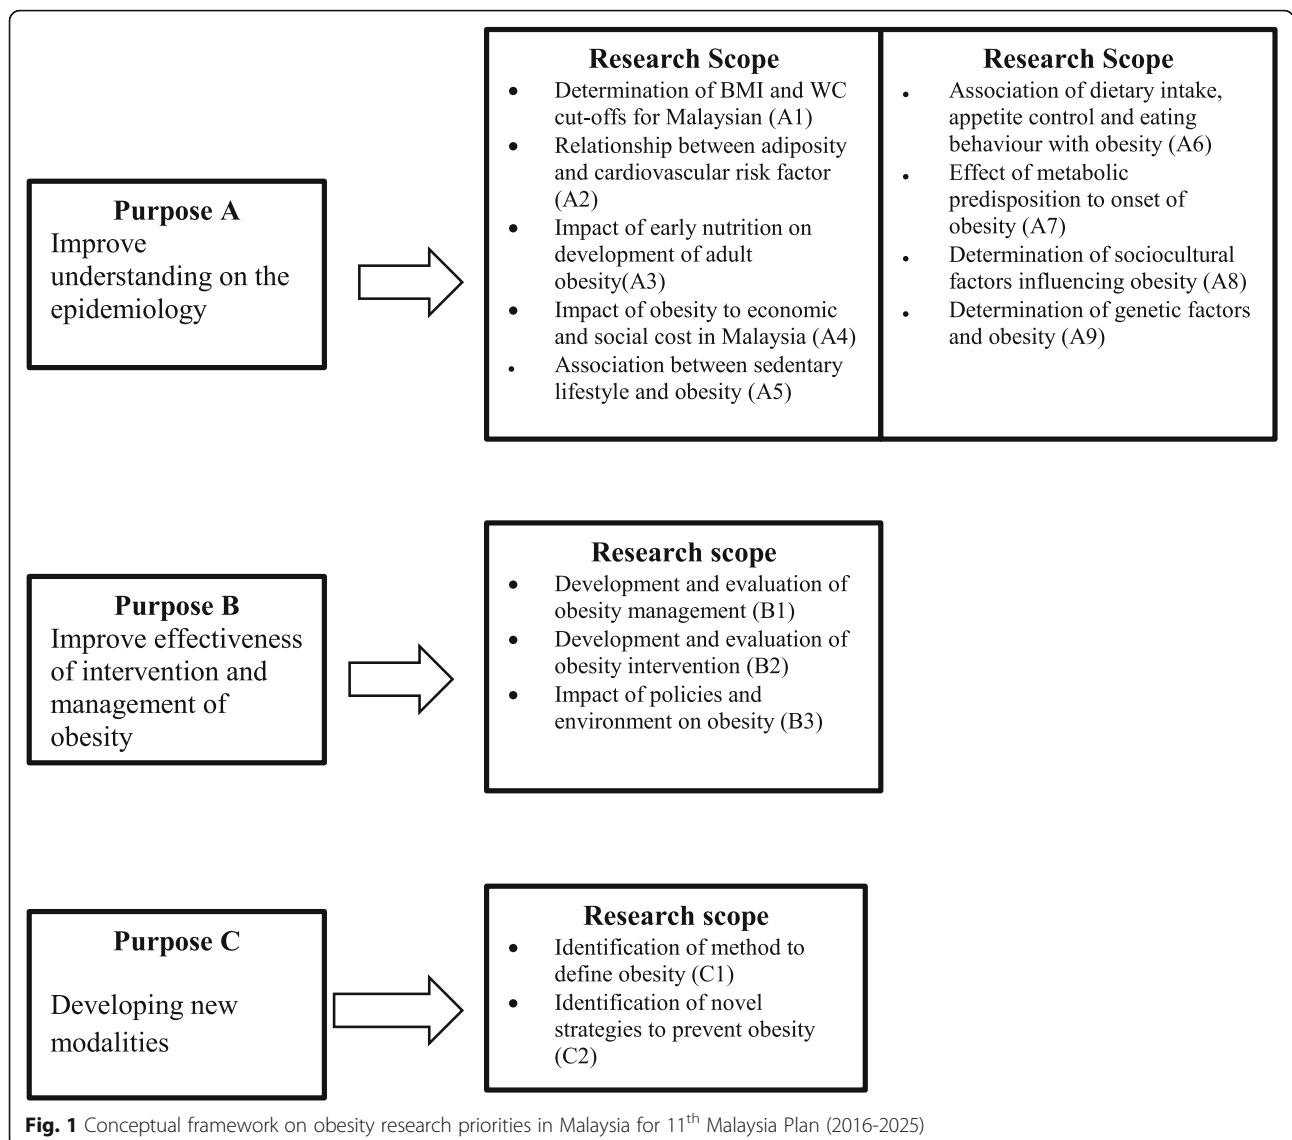 Purpose A
Improve
understanding on the
epidemiology
Research Scope
• Determination of BMI and WC
cut-offs for Malaysian (A1)
• Relationship between adiposity
and cardiovascular risk factor
(A2)
• Impact of early nutrition on
development of adult
obesity(A3)
• Impact of obesity to economic
and social cost in Malaysia (A4)
• Association between sedentary
lifestyle and obesity (A5)
Research Scope
• Association of dietary intake,
appetite control and eating
behaviour with obesity (A6)
• Effect of metabolic
predisposition to onset of
obesity (A7)
• Determination of sociocultural
factors influencing obesity (A8)
• Determination of genetic factors
and obesity (A9)
Purpose B
Improve effectiveness
of intervention and
management of
obesity
Research scope
• Development and evaluation of
obesity management (B1)
• Development and evaluation of
obesity intervention (B2)
• Impact of policies and
environment on obesity (B3)
Purpose C
Developing new
modalities
Research scope
• Identification of method to
define obesity (C1)
• Identification of novel
strategies to prevent obesity
(C2)
Fig. 1 Conceptual framework on obesity research priorities in Malaysia for 11th Malaysia Plan (2016-2025)